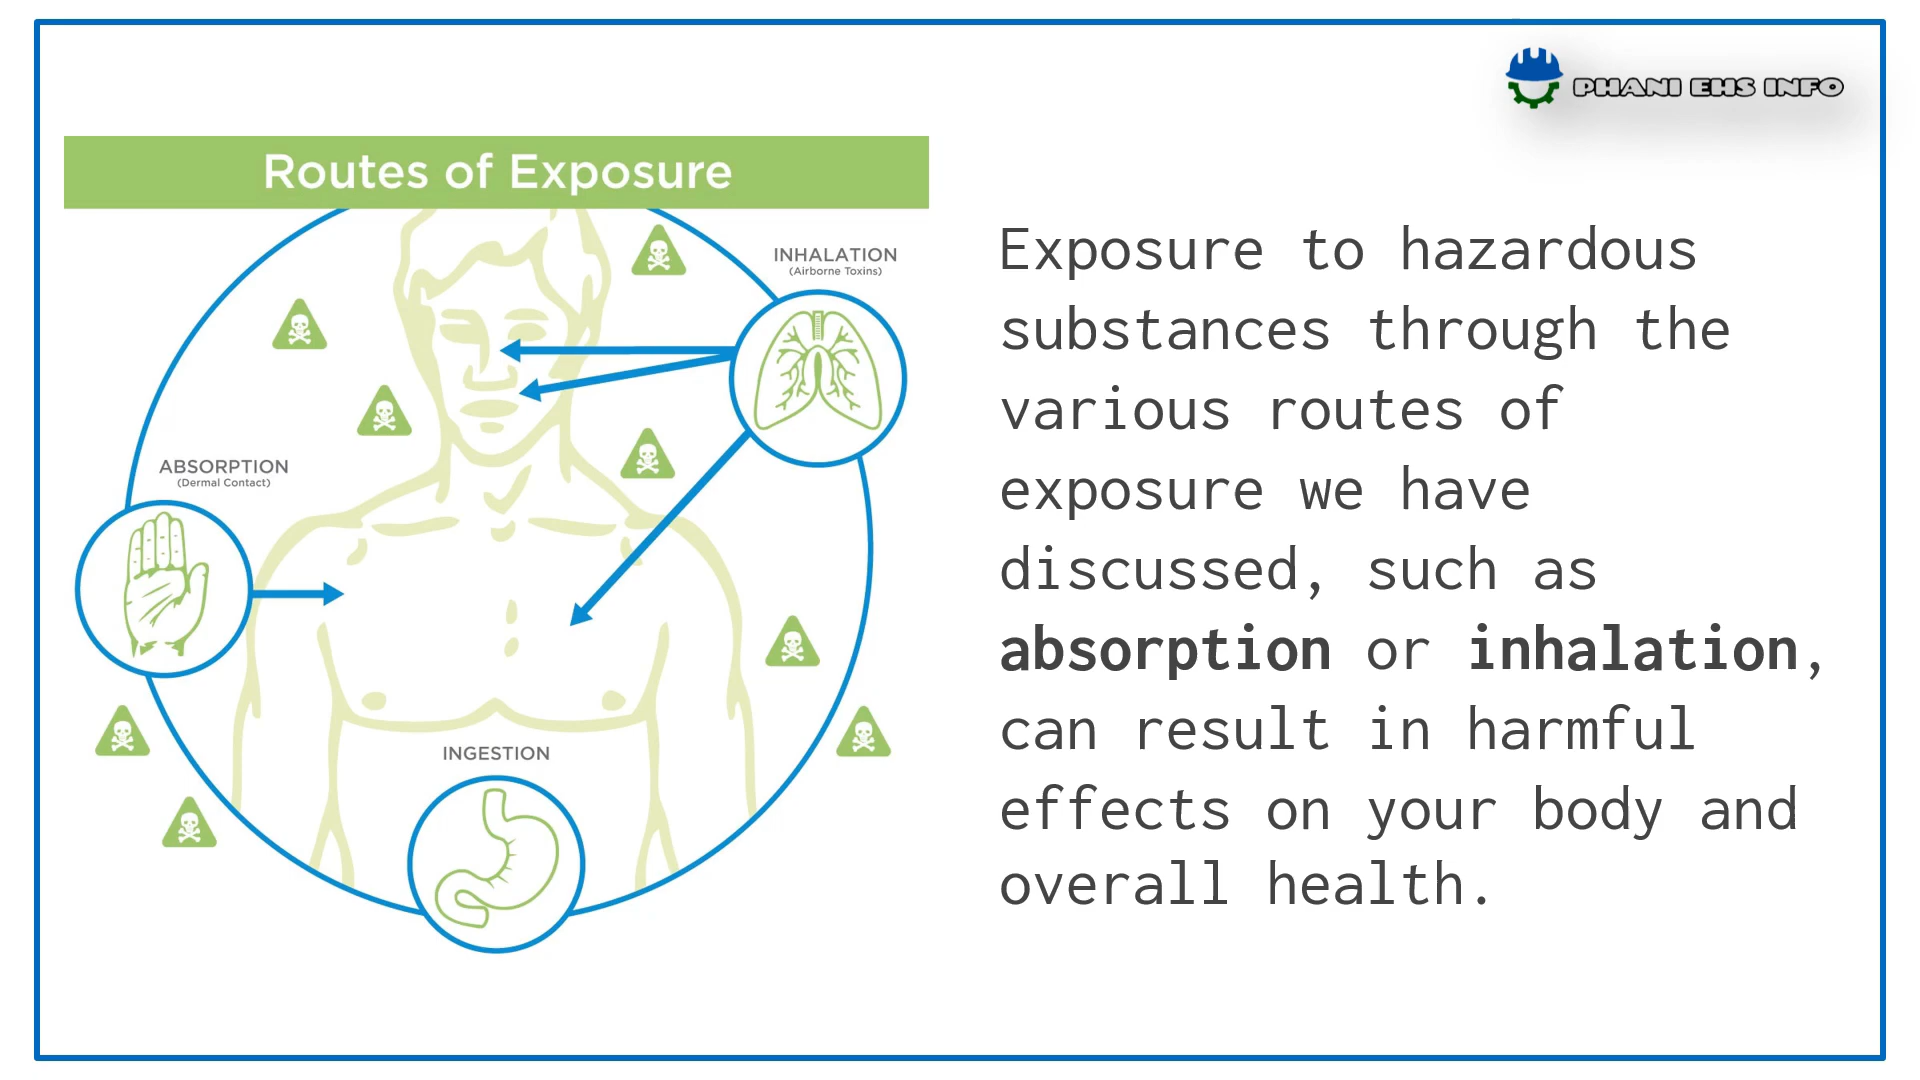 PHANI EHS INFO
Routes of Exposure
INHALATION
(Airborne Toxins)
ABSORPTION
(Dermal Contact)
INGESTION
Exposure to hazardous
substances through the
various routes of
exposure we have
discussed, such as
absorption or inhalation,
can result in harmful
effects on your body and
overall health.